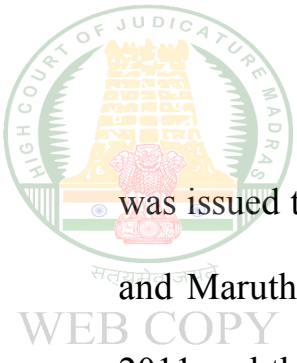 HIGH COURT OF JUDICATURE MADRAS
was issued t
सत्यमेव जयते
and Maruth
WEB COPY
2011 and th